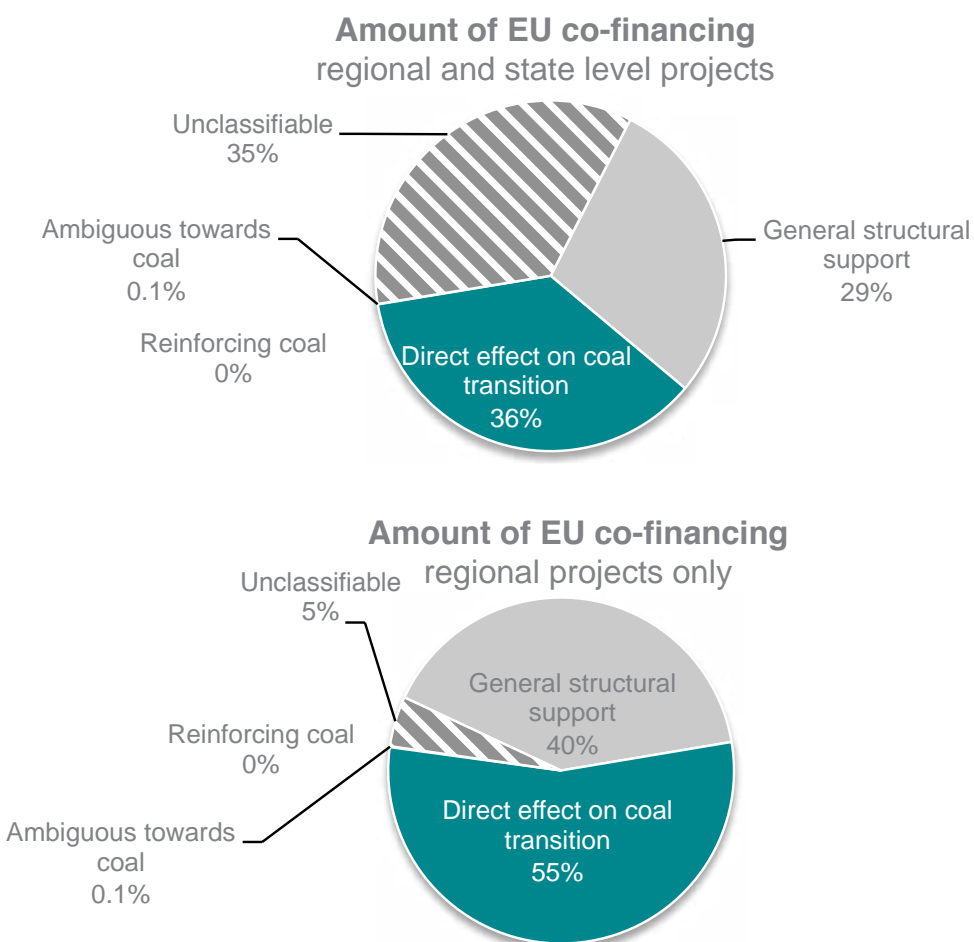 Amount of EU co-financing
regional and state level projects
Unclassifiable
35%
Ambiguous towards
coal
0.1%
Reinforcing coal
0%
General structural
support
29%
Direct effect on coal
transition
36%
Amount of EU co-financing
regional projects only
Unclassifiable
5%
General structural
support
40%
Reinforcing coal
0%
Direct effect on coal
transition
55%
Ambiguous towards
coal
0.1%